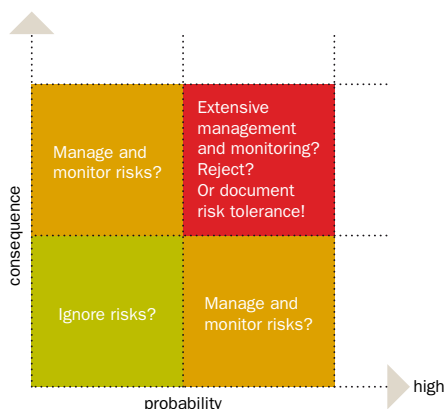 Extensive
management
and monitoring?
Reject?
Or document
risk tolerance!
Manage and
monitor risks?
consequence
Ignore risks?
Manage and
monitor risks?
high
probability